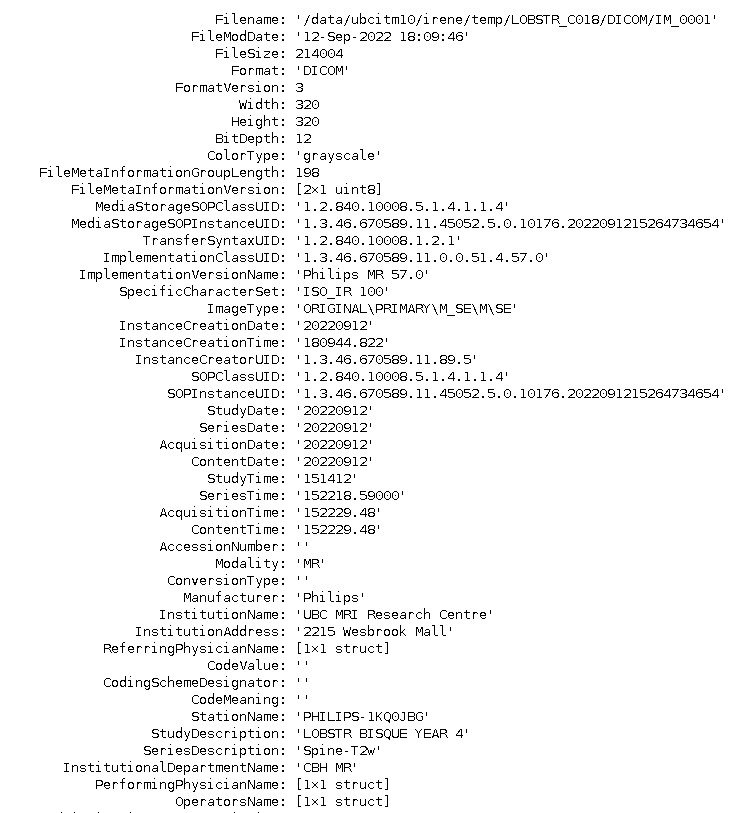 Filename: '/data/ubcitm10/irene/temp/LOBSTR_C018/DICOM/IM_0001'
FileModDate: '12-Sep-2022 18:09:46'
FileSize: 214004
Format: 'DICOM'
FormatVersion: 3
Width: 320
Height: 320
BitDepth: 12
ColorType: 'grayscale'
FileMetaInformationGroupLength: 198
FileMetaInformationVersion: [2×1 uint8]
MediaStorageSOPClassUID: '1.2.840.10008.5.1.4.1.1.4'
MediaStorageSOPInstanceUID: '1.3.46.670589.11.45052.5.0.10176.2022091215264734654'
TransferSyntaxUID: '1.2.840.10008.1.2.1'
ImplementationClassUID: '1.3.46.670589.11.0.0.51.4.57.0'
ImplementationVersionName: 'Philips MR 57.0'
SpecificCharacterSet: 'ISO_IR 100'
ImageType: 'ORIGINAL\PRIMARY\M_SE\M\SE'
InstanceCreationDate: '20220912'
InstanceCreationTime: '180944.822'
InstanceCreatorUID: '1.3.46.670589.11.89.5'
SOPClassUID: '1.2.840.10008.5.1.4.1.1.4'
SOPInstanceUID: '1.3.46.670589.11.45052.5.0.10176.2022091215264734654'
StudyDate: '20220912'
SeriesDate: '20220912'
AcquisitionDate: '20220912'
ContentDate: '20220912'
StudyTime: '151412'
SeriesTime: '152218.59000'
AcquisitionTime: '152229.48'
ContentTime: '152229.48'
AccessionNumber: ''
Modality: 'MR'
ConversionType: ''
Manufacturer: 'Philips'
InstitutionName: 'UBC MRI Research Centre'
InstitutionAddress: '2215 Wesbrook Mall'
ReferringPhysicianName: [1×1 struct]
CodeValue: ''
CodingSchemeDesignator: ''
CodeMeaning: ''
StationName: 'PHILIPS-1KQ0JBG'
StudyDescription: 'LOBSTR BISQUE YEAR 4'
SeriesDescription: 'Spine-T2w'
InstitutionalDepartmentName: 'CBH MR'
PerformingPhysicianName: [1×1 struct]
OperatorsName: [1×1 struct]